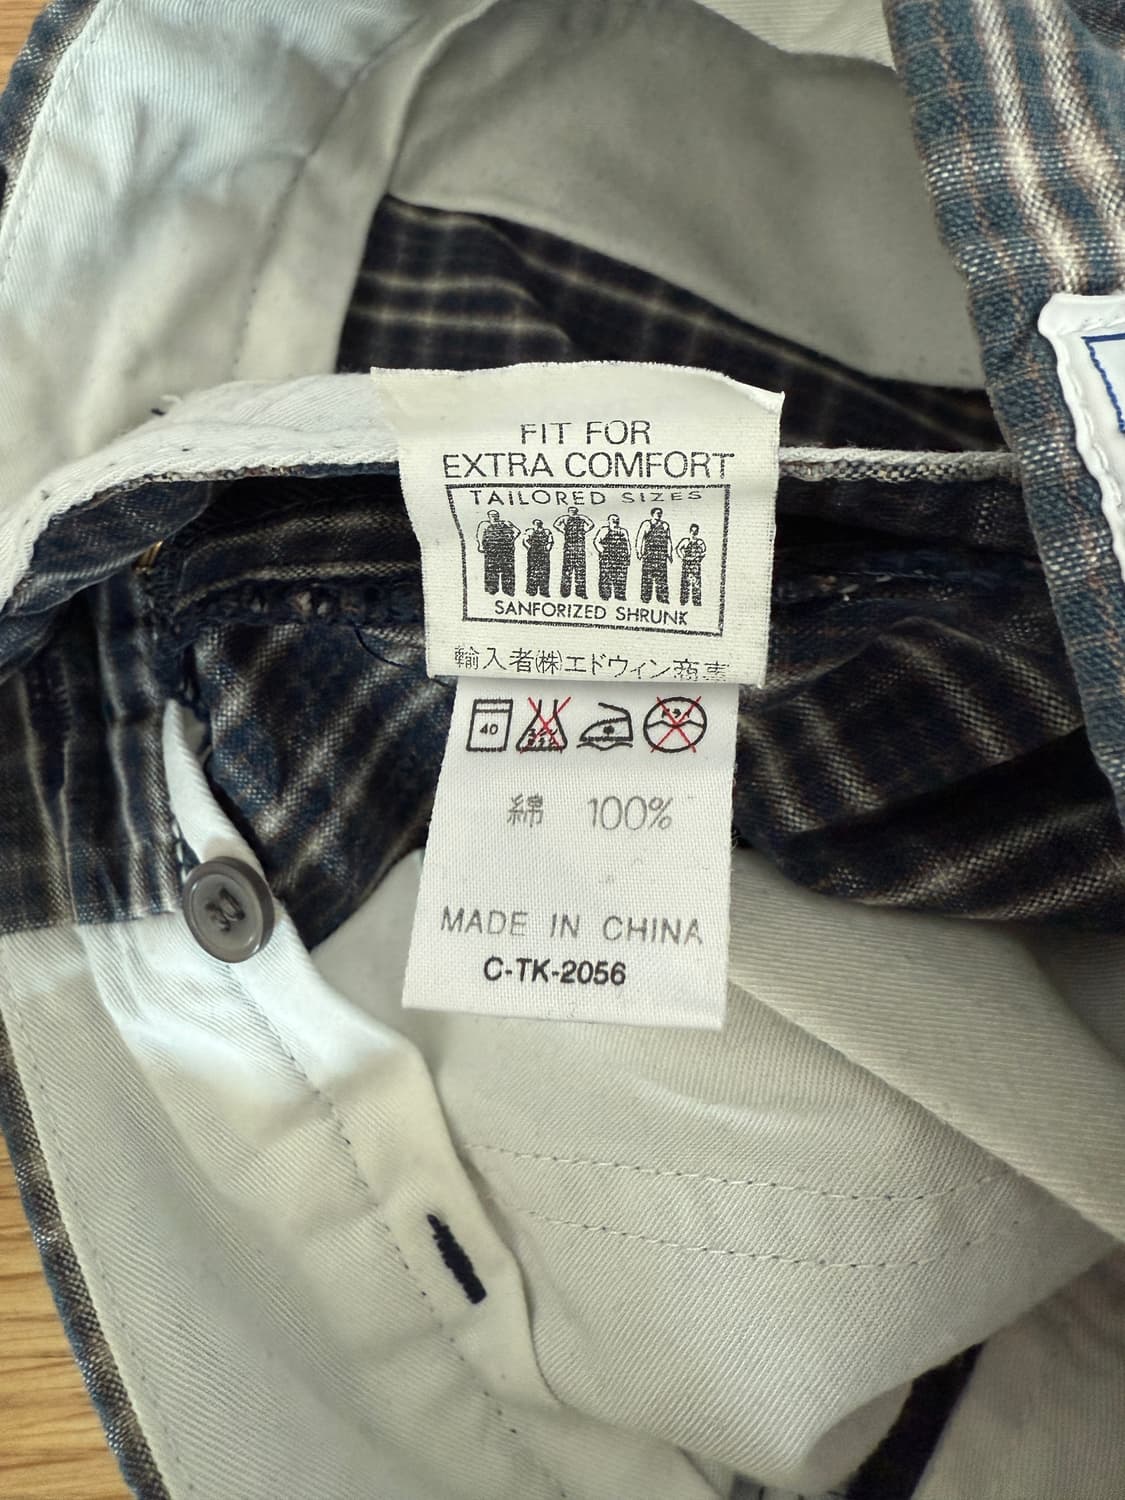 FIT FOR
EXTRA COMFORT
TAILORED SIZES
SANFORIZED SHRUNK
輸入者㈱エドウィン商事
40
綿 100%
MADE IN CHINA
C-TK-2056